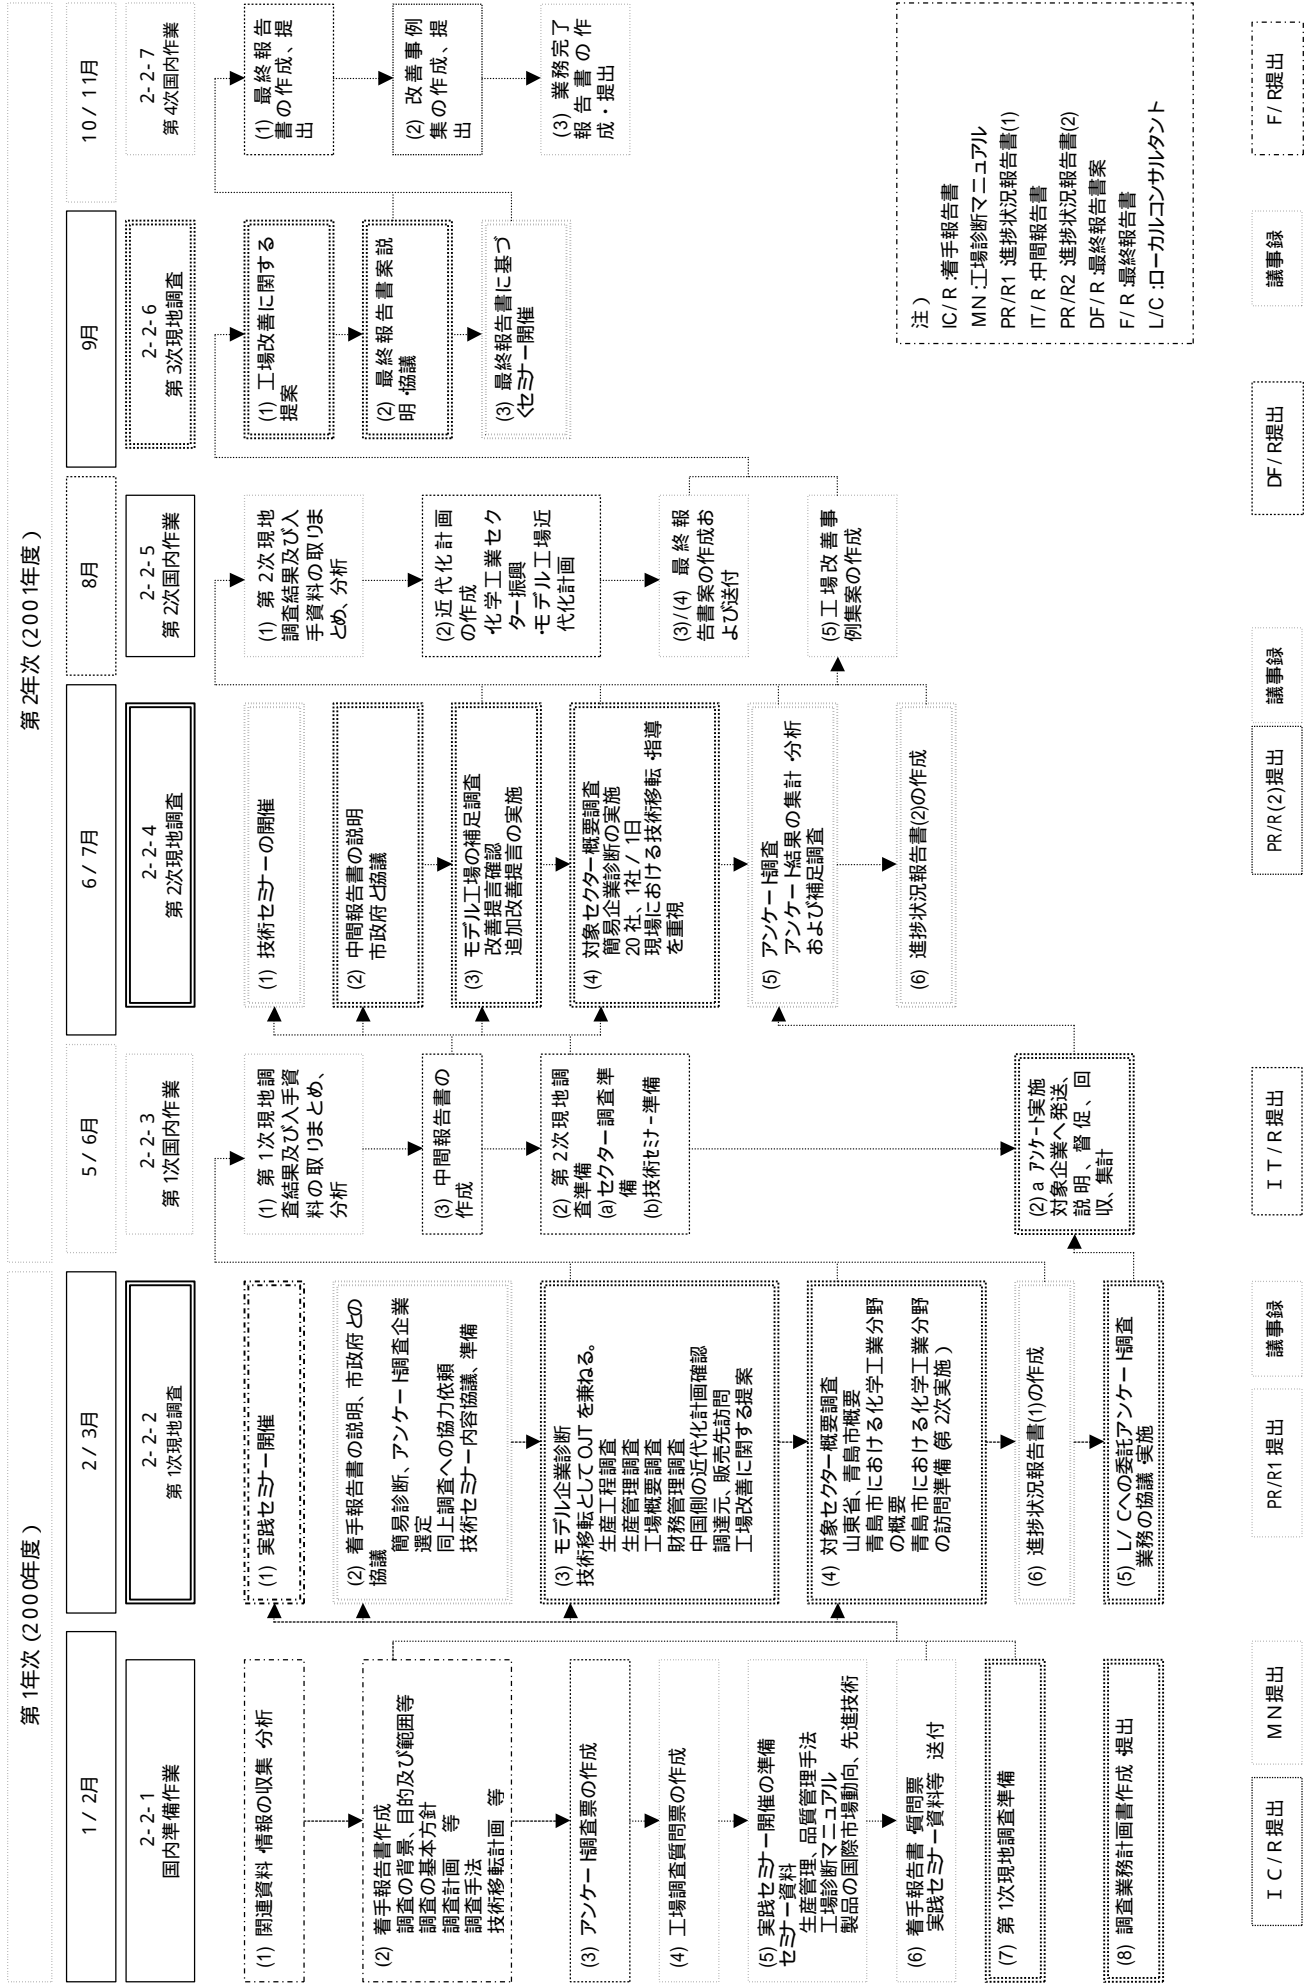 第1年次 (2000年度)
第2年次 (2001年度)
1 / 2月
2 / 3月
5 / 6月
6 / 7月
8月
9月
10 / 11月
2-2-1
国内準備作業
(1) 関連資料・情報の収集・分析
(2) 着手報告書作成
調査の背景、目的及び範囲等
調査の基本方針
調査計画 等
調査手法
技術移転計画 等
(3) アンケート調査票の作成
(4) 工場調査質問票の作成
(5) 実践セミナー開催の準備
セミナー資料
生産管理、品質管理手法
工場診断マニュアル
製品の国際市場動向、先進技術
(6) 着手報告書・質問票
実践セミナー資料等 送付
(7) 第1次現地調査準備
(8) 調査業務計画書作成・提出
2-2-2
第1次現地調査
(1) 実践セミナー開催
(2) 着手報告書の説明、市政府との
協議
簡易診断、アンケート調査企業
選定
同上調査への協力依頼
技術セミナー内容協議、準備
(3) モデル企業診断
技術移転としてOJTを兼ねる。
生産工程調査
生産管理調査
工場概要調査
財務管理調査
中国側の近代化計画確認
調達元、販売先訪問
工場改善に関する提案
(4) 対象セクター概要調査
山東省、青島市概要
青島市における化学工業分野
の概要
青島市における化学工業分野
の訪問準備 (第2次実施)
(6) 進捗状況報告書(1)の作成
(5) L/Cへの委託アンケート調査
業務の協議・実施
2-2-3
第1次国内作業
(1) 第1次現地調
査結果及び入手資
料の取りまとめ、
分析
(3) 中間報告書の
作成
(2) 第2次現地調
査準備
(a)セクター調査準
備
(b)技術セミナー準備
(2) a アンケート実施
対象企業へ発送、
説明、督促、回
収、集計
2-2-4
第2次現地調査
(1) 技術セミナーの開催
(2) 中間報告書の説明
市政府と協議
(3) モデル工場の補足調査
改善提言確認
追加改善提言の実施
(4) 対象セクター概要調査
簡易企業診断の実施
20社、1社/1日
現場における技術移転・指導
を重視
(5) アンケート調査
アンケート結果の集計・分析
および補足調査
(6) 進捗状況報告書(2)の作成
2-2-5
第2次国内作業
(1) 第2次現地
調査結果及び入
手資料の取りま
とめ、分析
(2)近代化計画
の作成
・化学工業セク
ター振興
・モデル工場近
代化計画
(3)/(4) 最終報
告書案の作成お
よび送付
(5)工場改善事
例集案の作成
2-2-6
第3次現地調査
(1) 工場改善に関する
提案
(2) 最終報告書案説
明・協議
(3) 最終報告書に基づ
くセミナー開催
2-2-7
第4次国内作業
(1) 最終報告
書の作成、提
出
(2) 改善事例
集の作成、提
出
(3) 業務完了
報告書の作
成・提出
注)
IC/R:着手報告書
MN:工場診断マニュアル
PR/R1:進捗状況報告書(1)
IT/R:中間報告書
PR/R2:進捗状況報告書(2)
DF/R:最終報告書案
F/R:最終報告書
L/C:ローカルコンサルタント
IC/R提出
MN提出
PR/R1提出
議事録
IT/R提出
PR/R(2)提出
議事録
DF/R提出
議事録
F/R提出